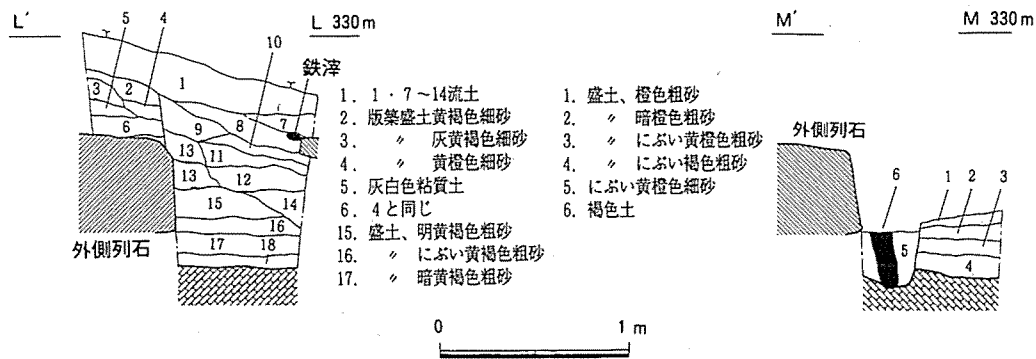 L'
5
4
L 330m
10
鉄滓
3
2
1
5
6
9
8
7
13
11
13
12
15
14
16
17
18
外側列石
1. 1・7〜14流土
2. 版築盛土黄褐色細砂
3. 〃 灰黄褐色細砂
4. 〃 黄橙色細砂
5. 灰白色粘質土
6. 4と同じ
15. 盛土、明黄褐色粗砂
16. 〃 にぶい黄褐色粗砂
17. 〃 暗黄褐色粗砂
1. 盛土、橙色粗砂
2. 〃 暗橙色粗砂
3. 〃 にぶい黄橙色粗砂
4. 〃 にぶい褐色粗砂
5. にぶい黄橙色細砂
6. 褐色土
M'
M 330m
外側列石
6
1
2
3
5
4
0
1m